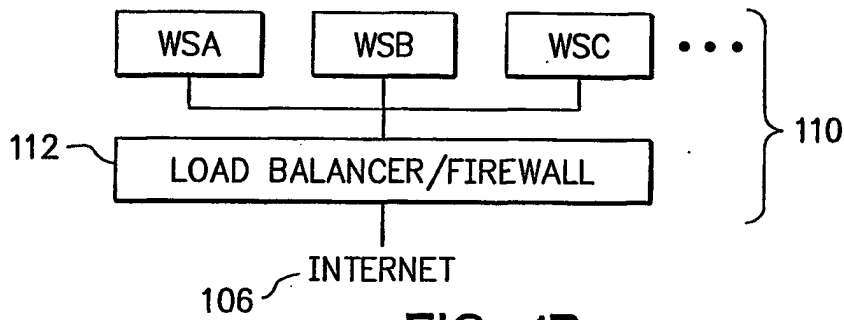 WSA WSB WSC
110
112 LOAD BALANCER/FIREWALL
INTERNET
106